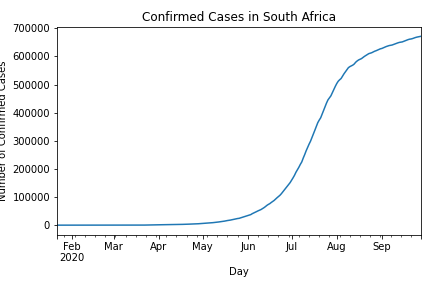 Confirmed Cases in South Africa
700000
600000
500000
400000
300000
200000
100000
0
Number of Confirmed Cases
Feb Mar Apr May Jun Jul Aug Sep
2020
Day